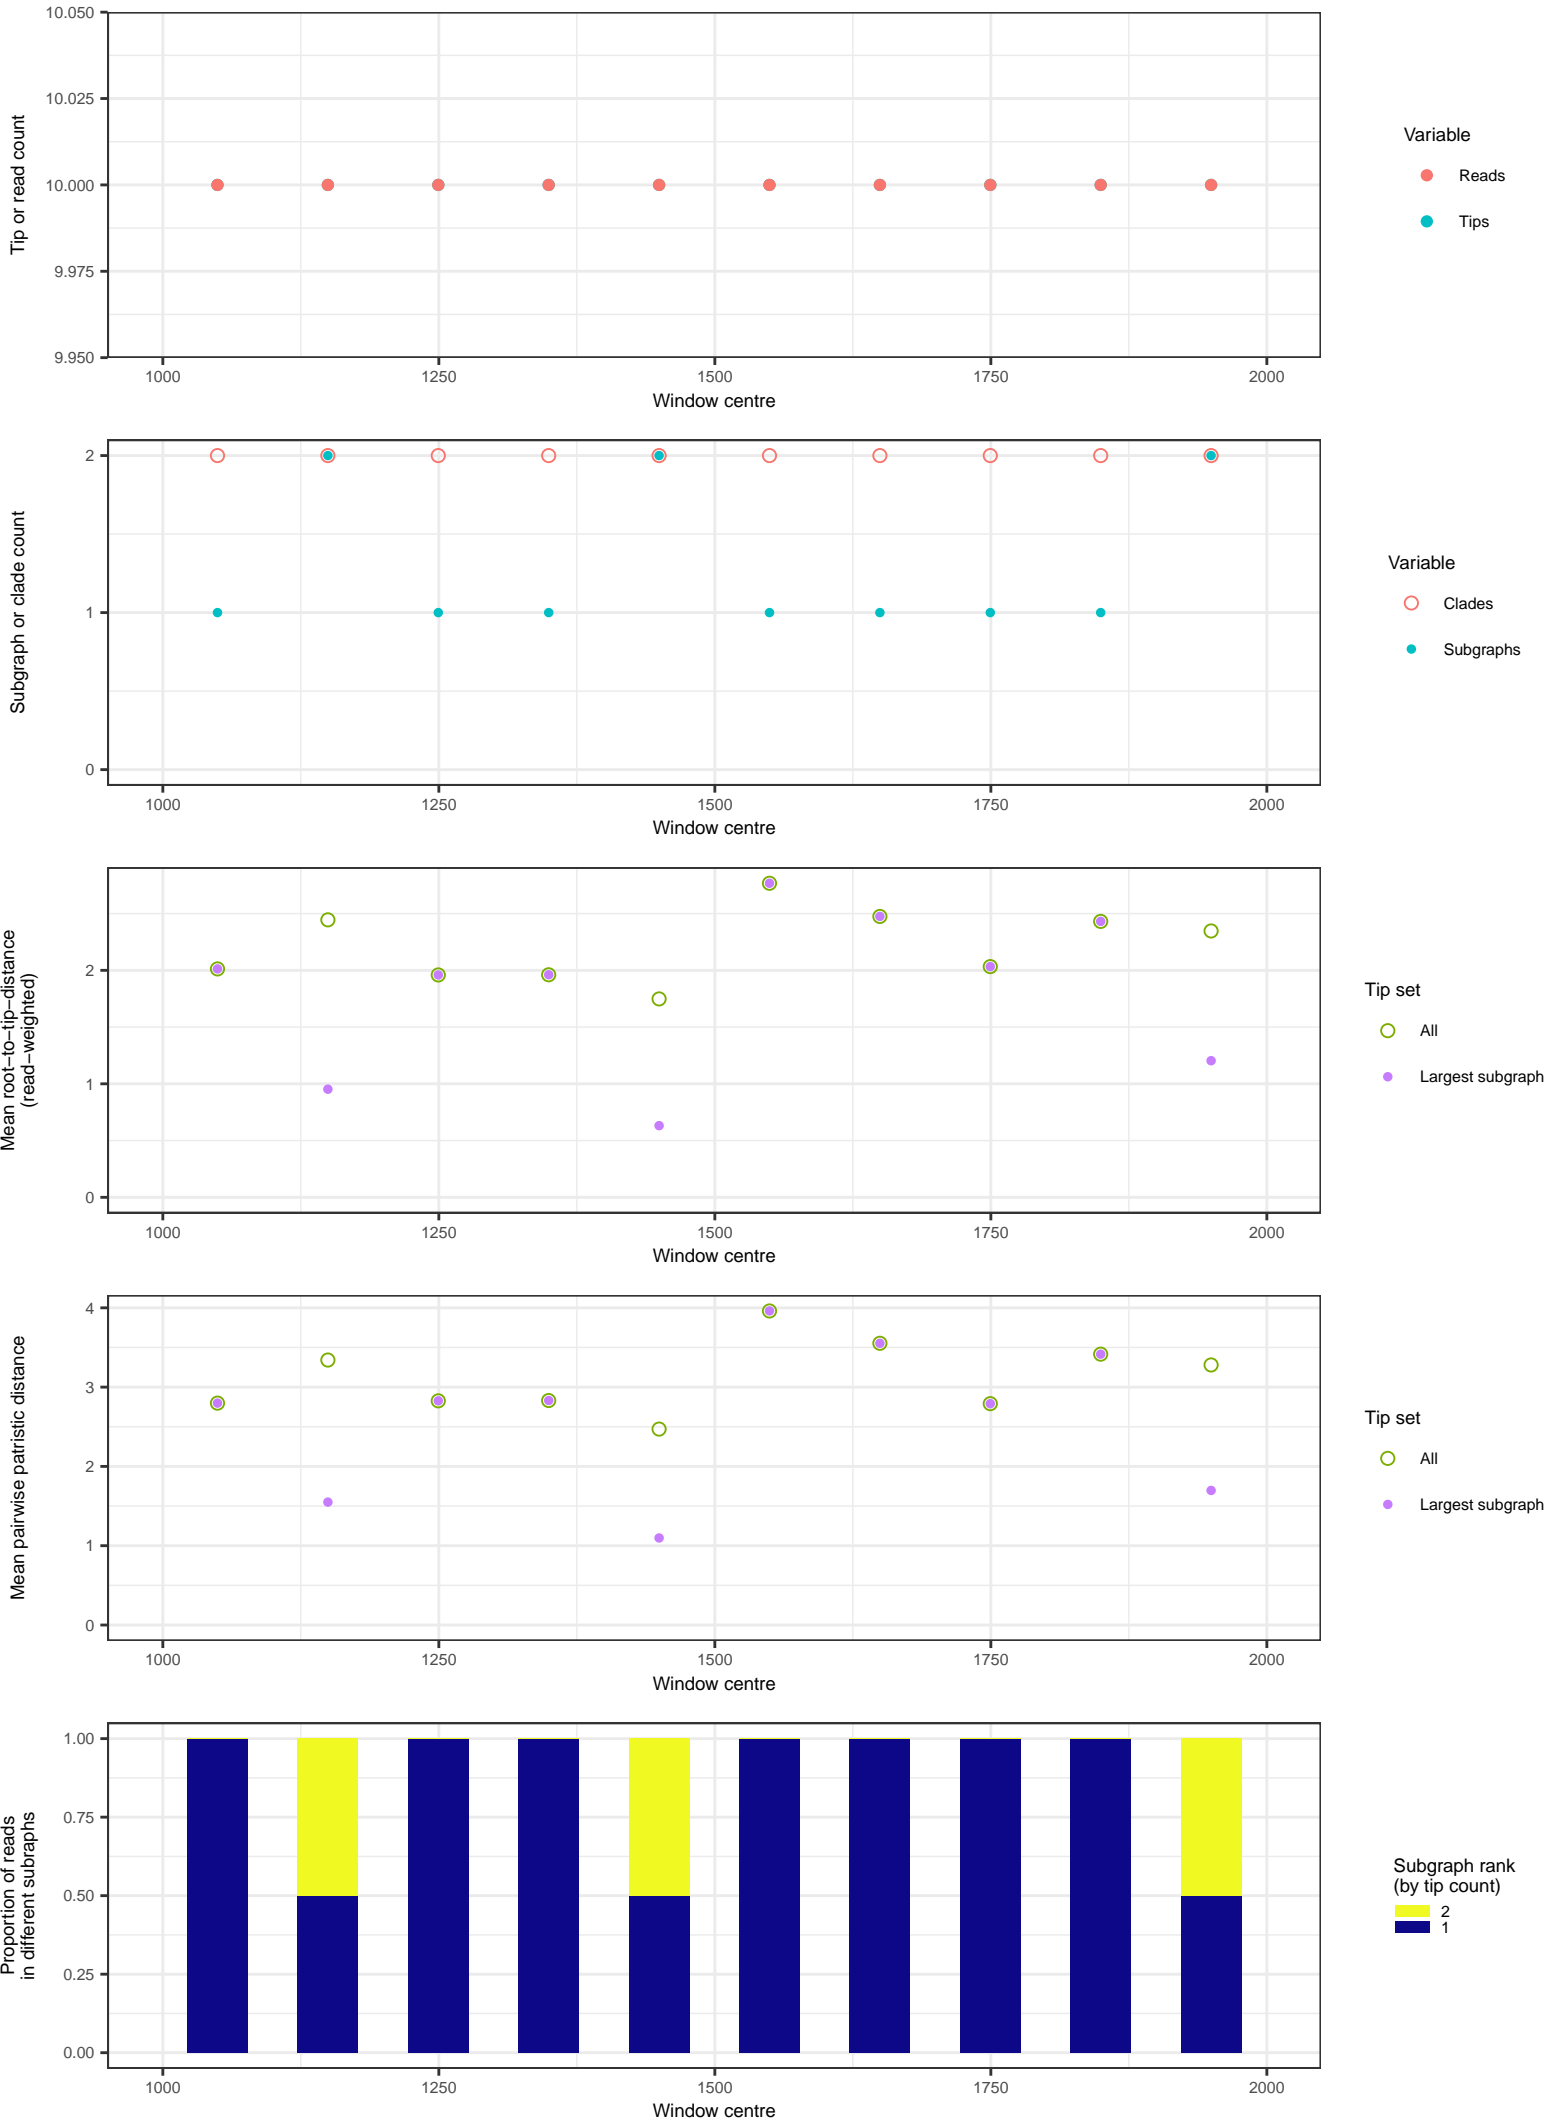 10.050
10.025
10.000
9.975
9.950
Tip or read count
1000 1250 1500 1750 2000
Window centre
Variable
Reads
Tips
2
1
0
Subgraph or clade count
1000 1250 1500 1750 2000
Window centre
Variable
Clades
Subgraphs
2
1
0
Mean root−to−tip−distance
(read−weighted)
1000 1250 1500 1750 2000
Window centre
Tip set
All
Largest subgraph
4
3
2
1
0
Mean pairwise patristic distance
1000 1250 1500 1750 2000
Window centre
Tip set
All
Largest subgraph
1.00
0.75
0.50
0.25
0.00
Proportion of reads
in different subraphs
1000 1250 1500 1750 2000
Window centre
Subgraph rank
(by tip count)
2
1